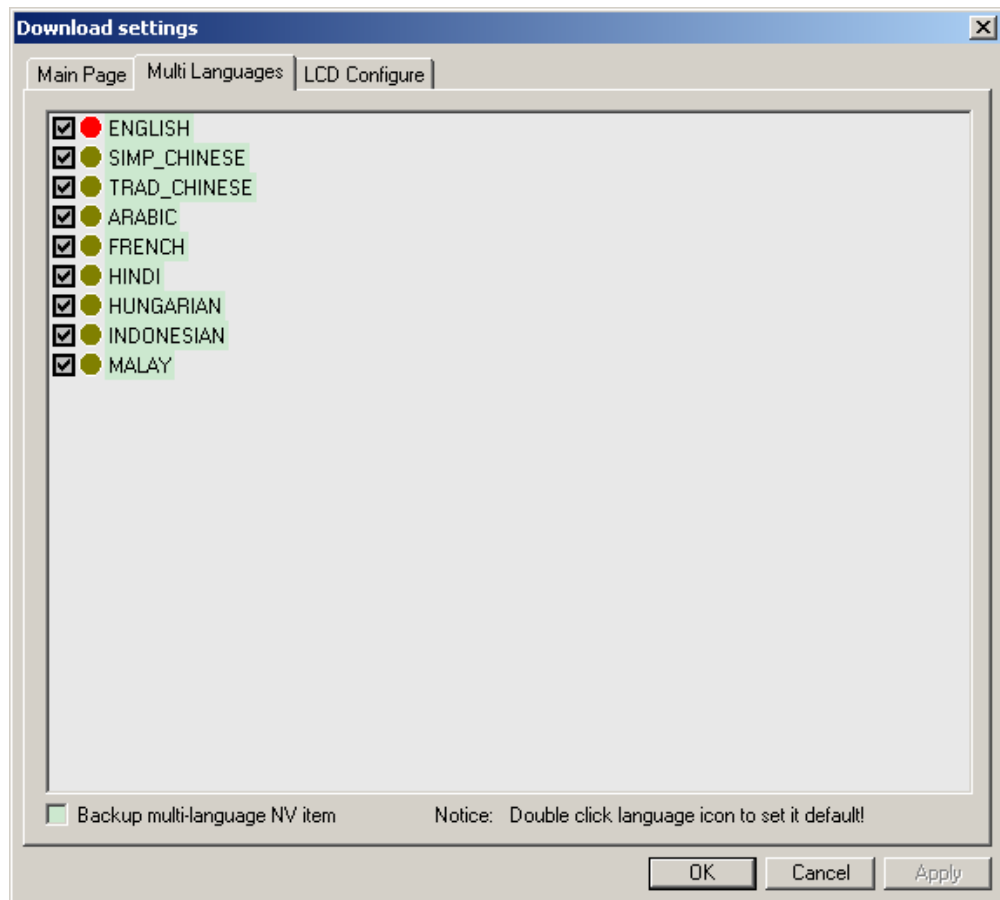 Download settings
Main Page Multi Languages LCD Configure
ENGLISH
SIMP_CHINESE
TRAD_CHINESE
ARABIC
FRENCH
HINDI
HUNGARIAN
INDONESIAN
MALAY
Backup multi-language NV item Notice: Double click language icon to set it default!
OK Cancel Apply